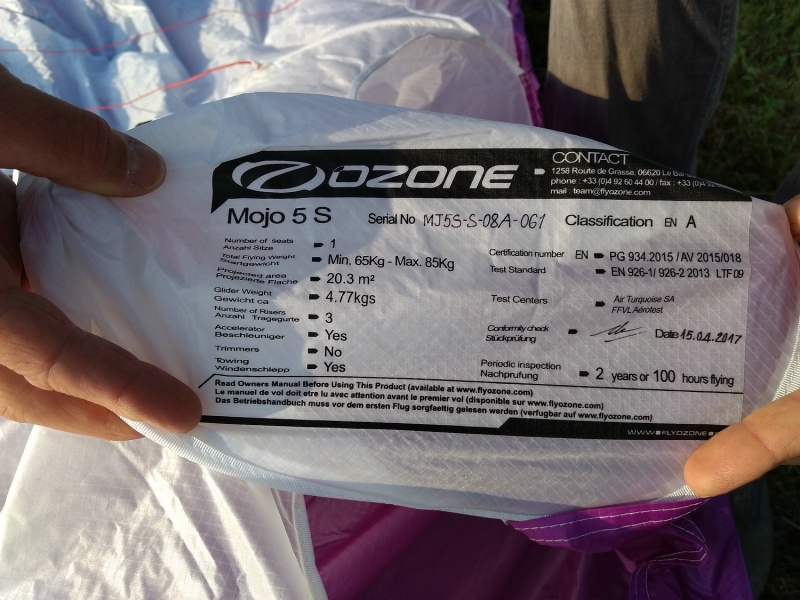 OZONE
CONTACT
1258 Route de Grasse, 06620 Le Bar
phone : +33 (0)4 92 60 44 00 / fax : +33 (0)4 92
mail : team@flyozone.com
Mojo 5 S Serial No MJ5S-S-08A-061 Classification EN A
Number of seats
Anzahl Sitze 1
Total Flying Weight
Startgewicht Min. 65Kg - Max. 85Kg
Projected area
Projezierte Flache 20.3 m²
Glider Weight
Gewicht ca 4.77kgs
Number of Risers
Anzahl Tragegurte 3
Accelerator
Beschleuniger Yes
Trimmers No
Towing
Windenschlepp Yes
Certification number EN PG 934.2015 / AV 2015/018
Test Standard EN 926-1/ 926-2 2013 LTF 09
Test Centers Air Turquoise SA
FFVL Aérotest
Conformity check
Stückprüfung Date 15.04.2017
Periodic inspection
Nachprufung 2 years or 100 hours flying
Read Owners Manual Before Using This Product (available at www.flyozone.com)
Le manuel de vol doit etre lu avec attention avant le premier vol (disponible sur www.flyozone.com)
Das Betriebshandbuch muss vor dem ersten Flug sorgfaeltig gelesen werden (verfugbar auf www.flyozone.com)
WWW.FLYOZONE